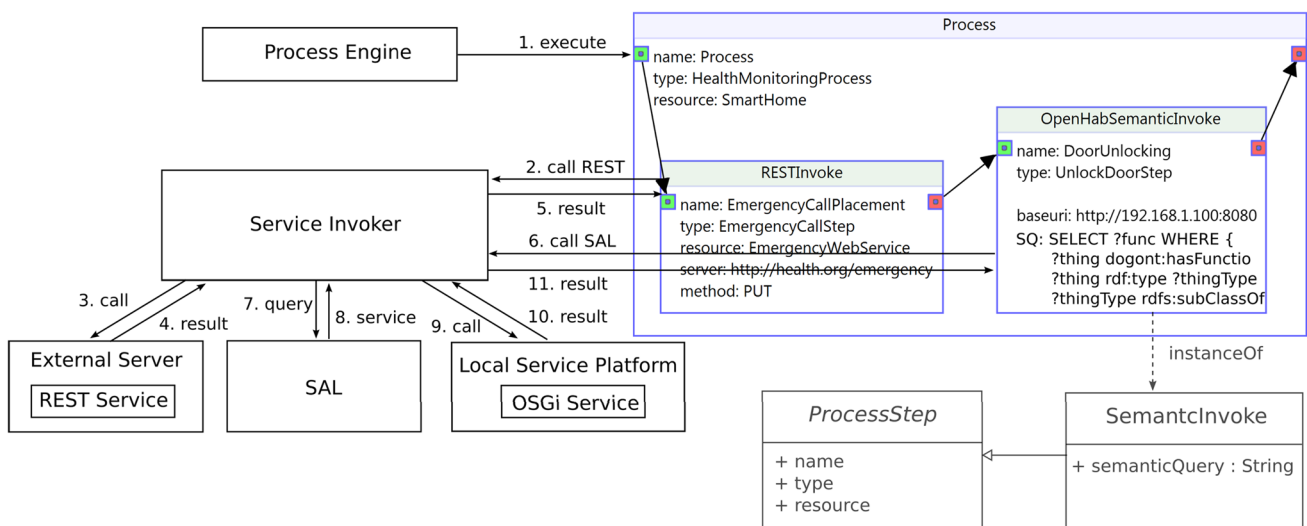 Process
Process Engine
1. execute
name: Process
type: HealthMonitoringProcess
resource: SmartHome
OpenHabSemanticInvoke
name: DoorUnlocking
type: UnlockDoorStep
baseuri: http://192.168.1.100:8080
SQ: SELECT ?func WHERE {
?thing dogont:hasFunctio
?thing rdf:type ?thingType
?thingType rdfs:subClassOf
RESTInvoke
name: EmergencyCallPlacement
type: EmergencyCallStep
resource: EmergencyWebService
server: http://health.org/emergency
method: PUT
2. call REST
5. result
6. call SAL
11. result
Service Invoker
3. call
4. result
7. query
8. service
9. call
10. result
External Server
REST Service
SAL
Local Service Platform
OSGi Service
instanceOf
ProcessStep
+ name
+ type
+ resource
SemantcInvoke
+ semanticQuery : String